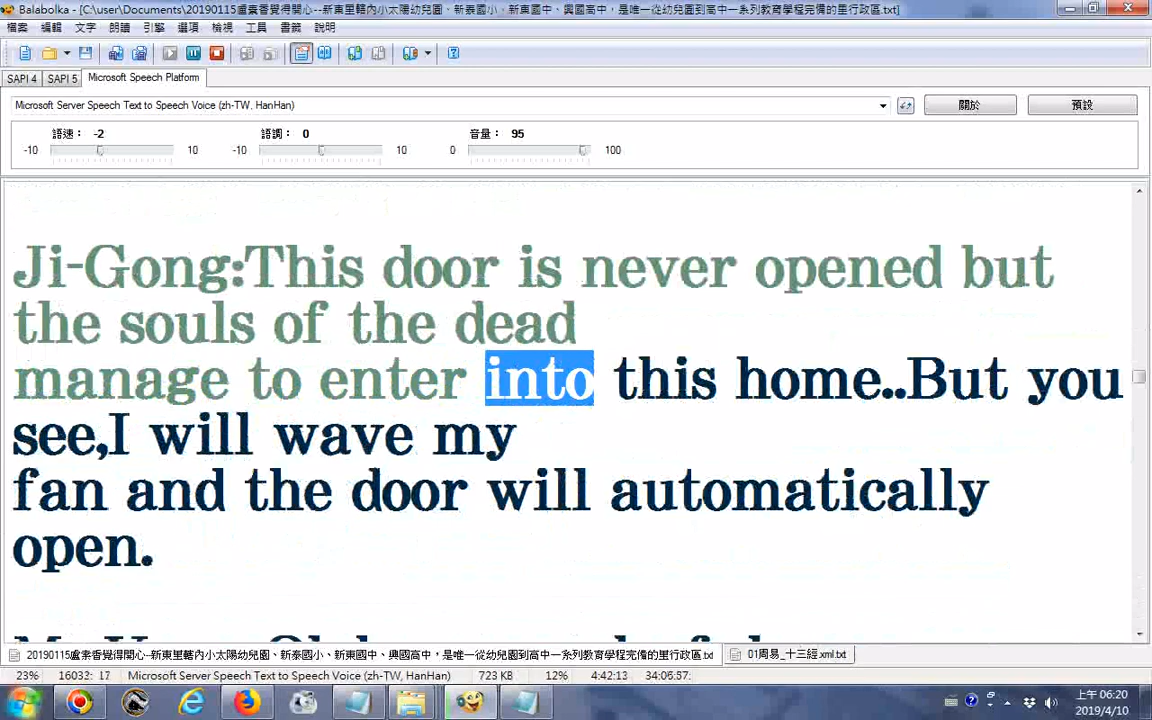 Balabolka - [C:\user\Documents\20190115盧素香覺得開心--新東里轄內小太陽幼兒園、新泰國小、新東國中、興國高中，是唯一從幼兒園到高中一系列教育學程完備的里行政區.txt]
檔案 編輯 文字 朗讀 引擎 選項 檢視 工具 書籤 說明
SAPI 4 SAPI 5 Microsoft Speech Platform
Microsoft Server Speech Text to Speech Voice (zh-TW, HanHan) 關於 預設
語速： -2 語調： 0 音量： 95
-10 10 -10 10 0 100
Ji-Gong:This door is never opened but
the souls of the dead
manage to enter into this home..But you
see,I will wave my
fan and the door will automatically
open.
20190115盧素香覺得開心--新東里轄內小太陽幼兒園、新泰國小、新東國中、興國高中，是唯一從幼兒園到高中一系列教育學程完備的里行政區.txt 01周易_十三經.xml.txt
23% 16032: 17 Microsoft Server Speech Text to Speech Voice (zh-TW, HanHan) 723 KB 12% 4:42:13 34:06:57:
上午 06:20
2019/4/10